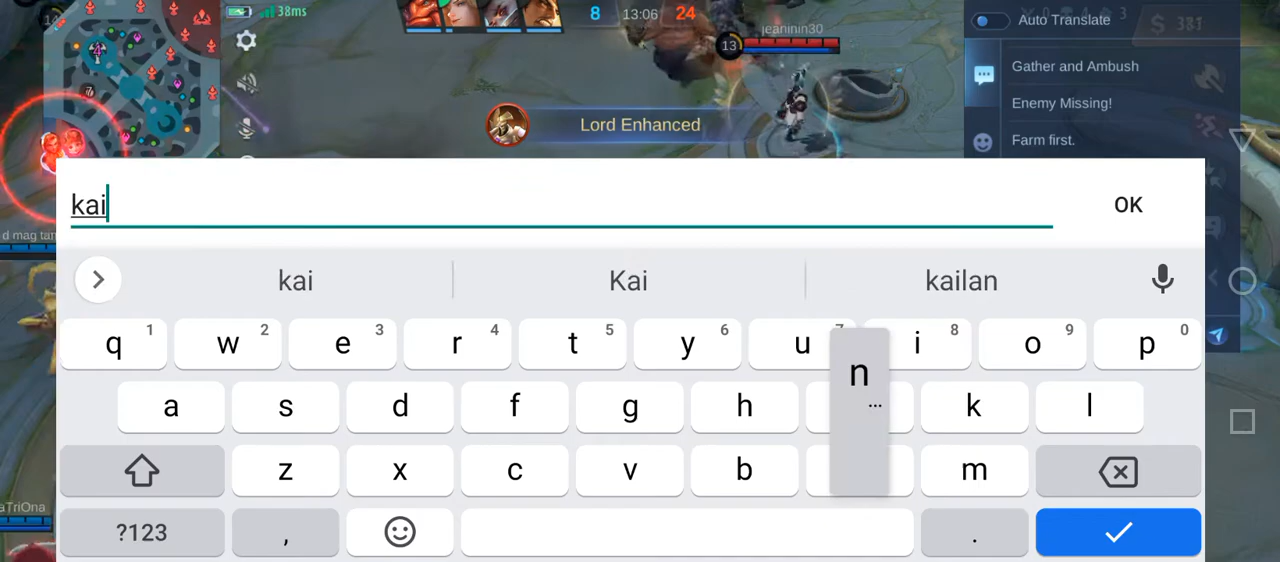 38ms
8 13:06 24
jeaninin30
13
Auto Translate
Gather and Ambush
Enemy Missing!
Farm first.
Lord Enhanced
kai
OK
d mag tan
kai Kai kailan
q 1 w 2 e 3 r 4 t 5 y 6 u 7 i 8 o 9 p 0
n
...
a s d f g h k l
z x c v b m
aTriOna
?123 , .